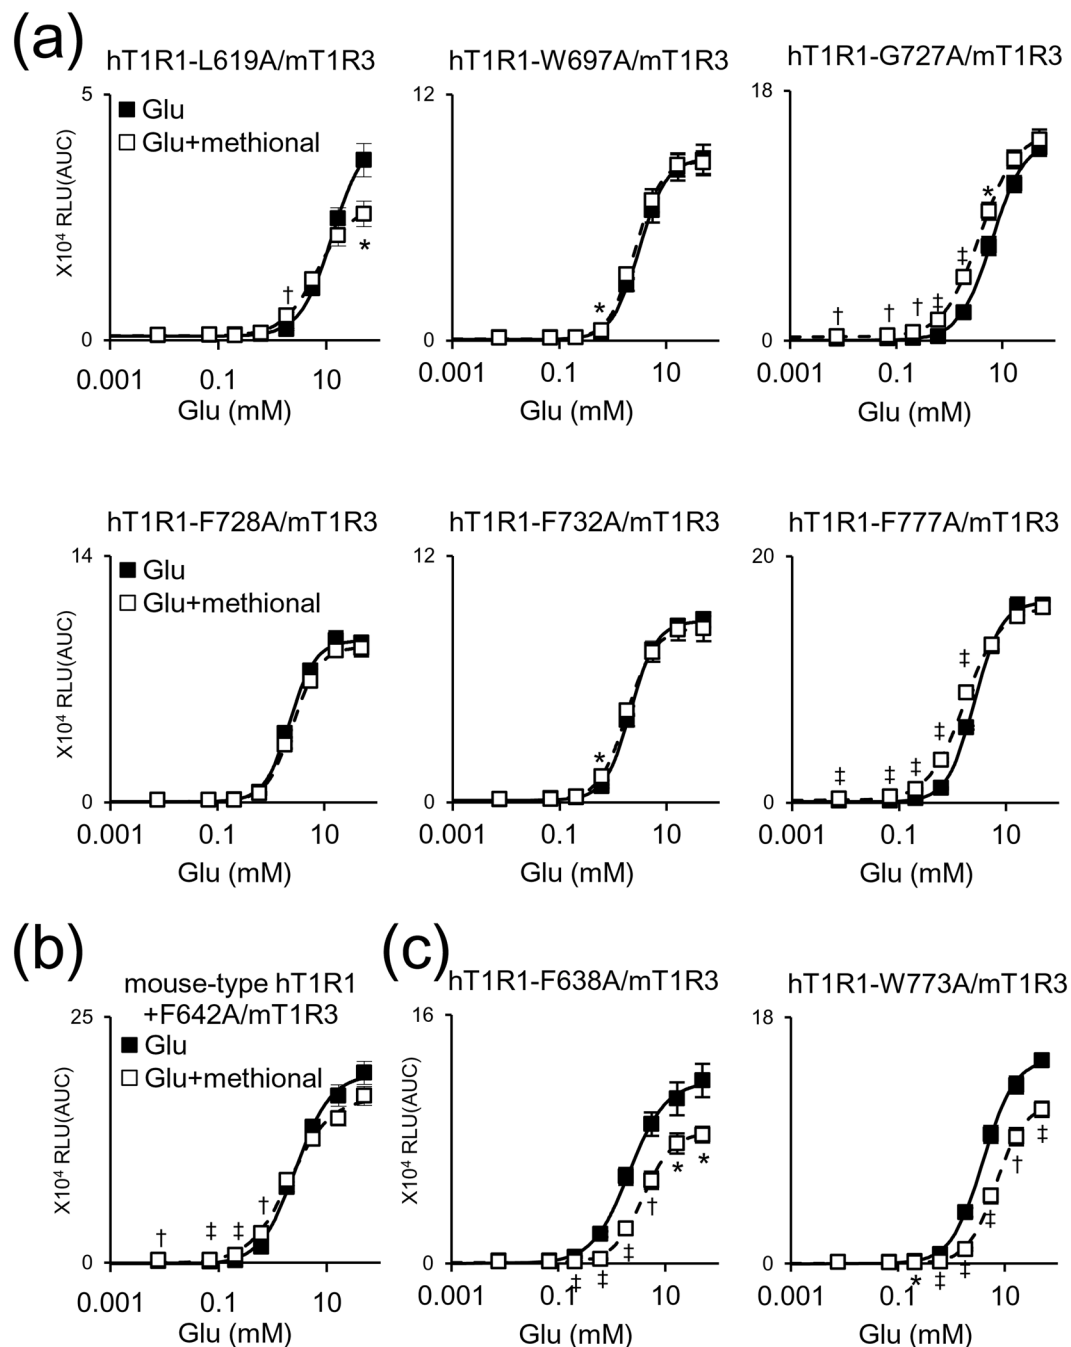 (a)
hT1R1-L619A/mT1R3
hT1R1-W697A/mT1R3
hT1R1-G727A/mT1R3
5
Glu
Glu+methional
X10⁴ RLU(AUC)
†
*
0
0.001 0.1 10
Glu (mM)
12
*
0
0.001 0.1 10
Glu (mM)
18
† † † ‡ ‡ *
0
0.001 0.1 10
Glu (mM)
hT1R1-F728A/mT1R3
hT1R1-F732A/mT1R3
hT1R1-F777A/mT1R3
14
Glu
Glu+methional
X10⁴ RLU(AUC)
0
0.001 0.1 10
Glu (mM)
12
*
0
0.001 0.1 10
Glu (mM)
20
‡ ‡ ‡ ‡ ‡
0
0.001 0.1 10
Glu (mM)
(b)
mouse-type hT1R1
+F642A/mT1R3
25
Glu
Glu+methional
X10⁴ RLU(AUC)
† ‡ ‡ †
0
0.001 0.1 10
Glu (mM)
(c)
hT1R1-F638A/mT1R3
hT1R1-W773A/mT1R3
16
X10⁴ RLU(AUC)
‡ ‡ ‡ † * *
0
0.001 0.1 10
Glu (mM)
18
* ‡ ‡ ‡ † ‡
0
0.001 0.1 10
Glu (mM)